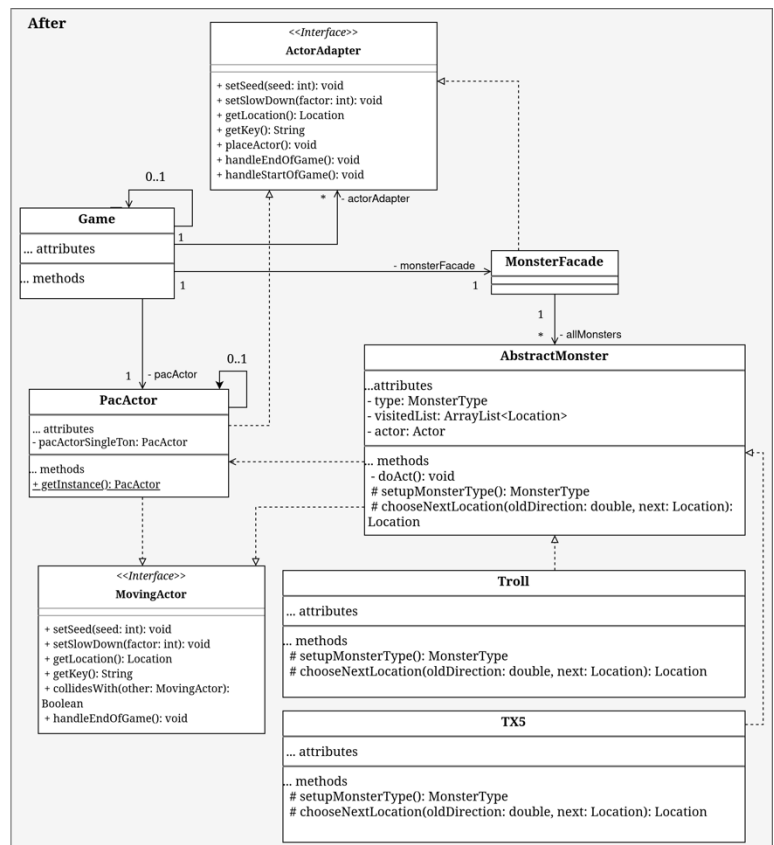 After
<<Interface>>
ActorAdapter
+ setSeed(seed: int): void
+ setSlowDown(factor: int): void
+ getLocation(): Location
+ getKey(): String
+ placeActor(): void
+ handleEndOfGame(): void
+ handleStartOfGame(): void
0..1
* - actorAdapter
Game
1
... attributes
... methods
1
- monsterFacade
1
MonsterFacade
1
* - allMonsters
1 - pacActor
0..1
PacActor
... attributes
- pacActorSingleTon: PacActor
... methods
+ getInstance(): PacActor
AbstractMonster
...attributes
- type: MonsterType
- visitedList: ArrayList<Location>
- actor: Actor
... methods
- doAct(): void
# setupMonsterType(): MonsterType
# chooseNextLocation(oldDirection: double, next: Location):
Location
<<Interface>>
MovingActor
+ setSeed(seed: int): void
+ setSlowDown(factor: int): void
+ getLocation(): Location
+ getKey(): String
+ collidesWith(other: MovingActor):
Boolean
+ handleEndOfGame(): void
Troll
... attributes
... methods
# setupMonsterType(): MonsterType
# chooseNextLocation(oldDirection: double, next: Location): Location
TX5
... attributes
... methods
# setupMonsterType(): MonsterType
# chooseNextLocation(oldDirection: double, next: Location): Location